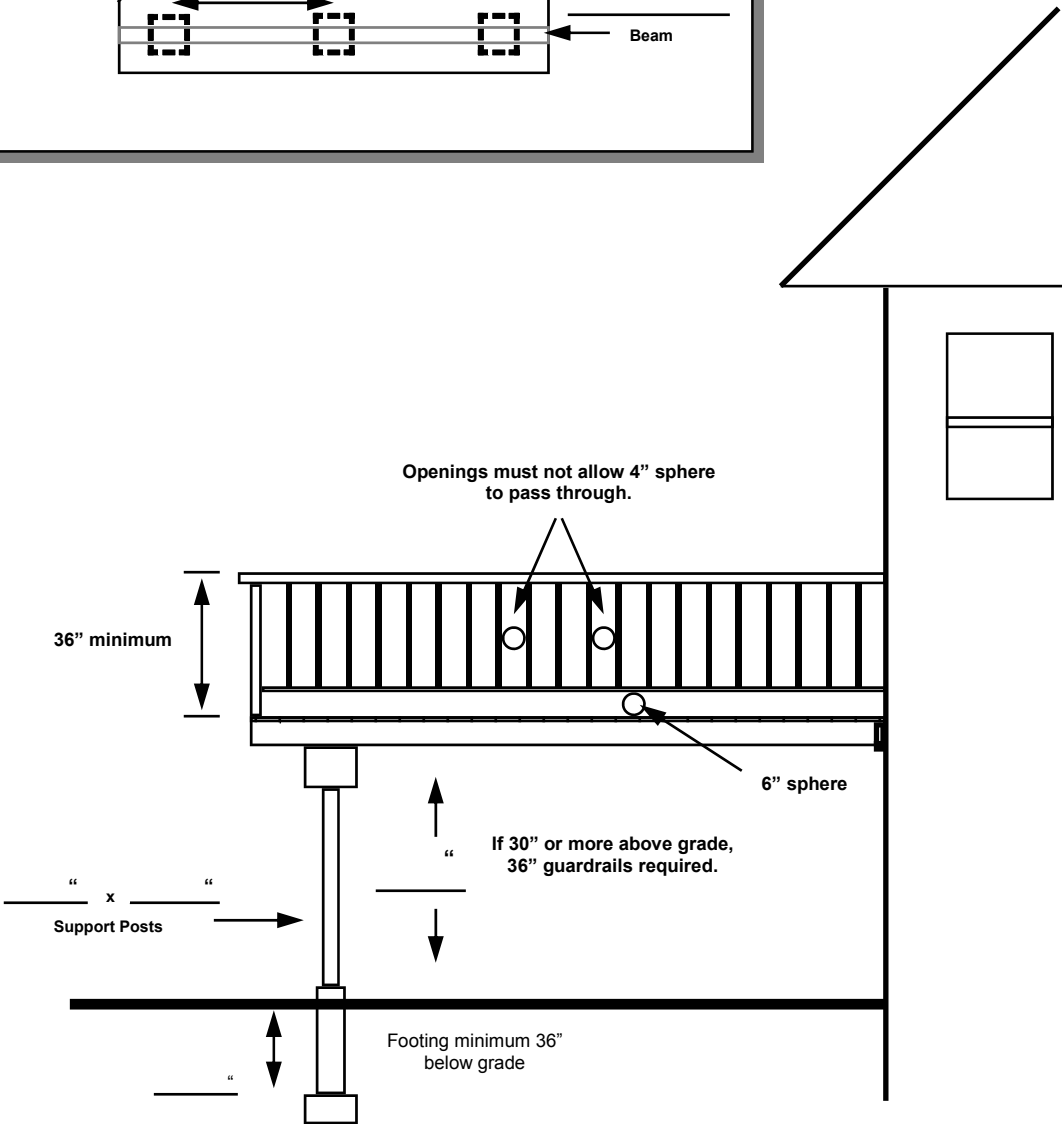 Beam
Openings must not allow 4” sphere
to pass through.
36” minimum
6” sphere
“
If 30” or more above grade,
36” guardrails required.
“ x “
Support Posts
Footing minimum 36”
below grade
“